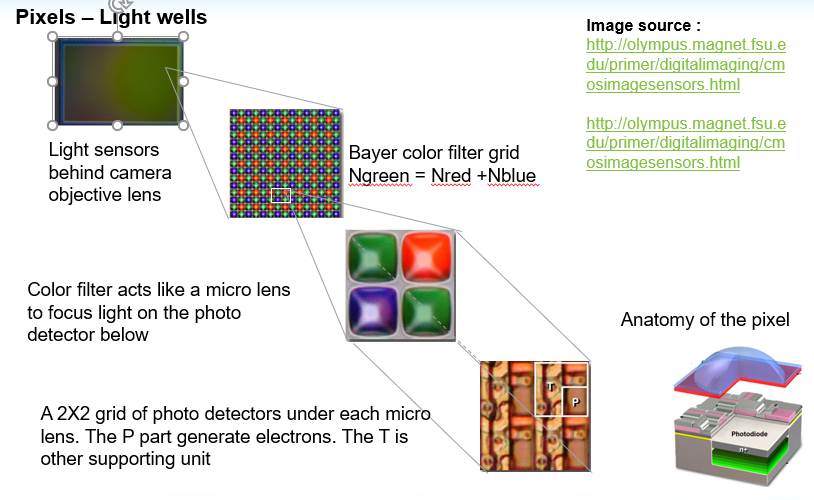 Pixels – Light wells
Image source :
http://olympus.magnet.fsu.e
du/primer/digitalimaging/cm
osimagesensors.html
http://olympus.magnet.fsu.e
du/primer/digitalimaging/cm
osimagesensors.html
Light sensors
behind camera
objective lens
Bayer color filter grid
Ngreen = Nred +Nblue
Color filter acts like a micro lens
to focus light on the photo
detector below
Anatomy of the pixel
T
P
A 2X2 grid of photo detectors under each micro
lens. The P part generate electrons. The T is
other supporting unit
Photodiode
n+